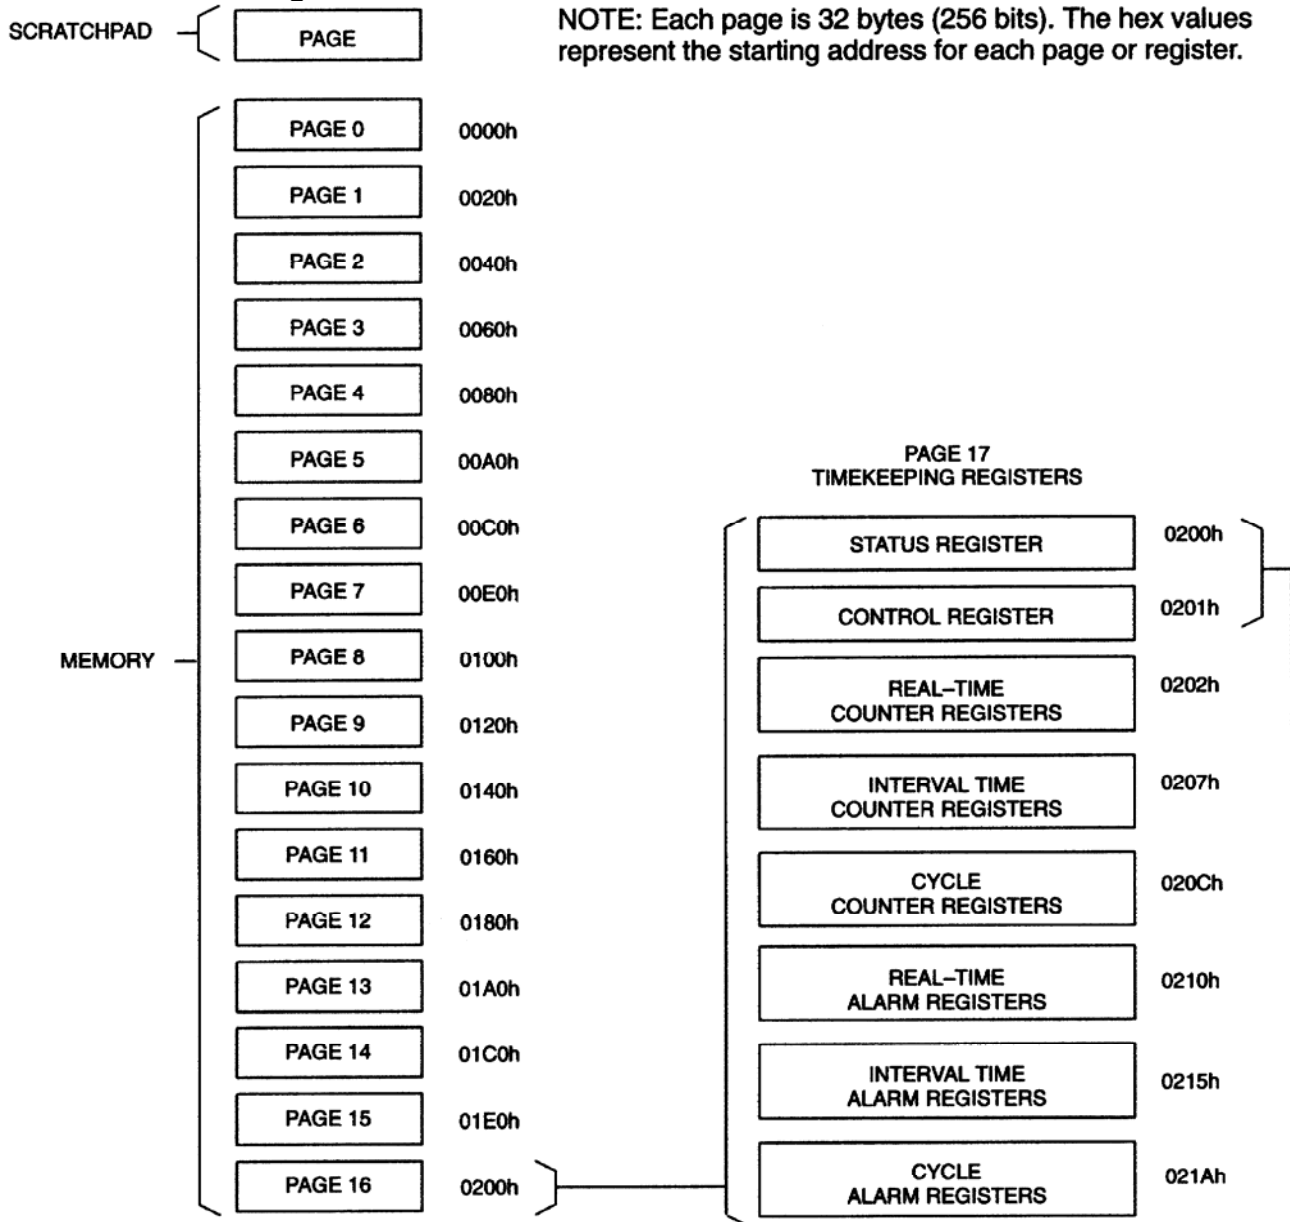 SCRATCHPAD
PAGE
NOTE: Each page is 32 bytes (256 bits). The hex values
represent the starting address for each page or register.
MEMORY
PAGE 0 0000h
PAGE 1 0020h
PAGE 2 0040h
PAGE 3 0060h
PAGE 4 0080h
PAGE 5 00A0h
PAGE 6 00C0h
PAGE 7 00E0h
PAGE 8 0100h
PAGE 9 0120h
PAGE 10 0140h
PAGE 11 0160h
PAGE 12 0180h
PAGE 13 01A0h
PAGE 14 01C0h
PAGE 15 01E0h
PAGE 16 0200h
PAGE 17
TIMEKEEPING REGISTERS
STATUS REGISTER 0200h
CONTROL REGISTER 0201h
REAL–TIME 0202h
COUNTER REGISTERS
INTERVAL TIME 0207h
COUNTER REGISTERS
CYCLE 020Ch
COUNTER REGISTERS
REAL–TIME 0210h
ALARM REGISTERS
INTERVAL TIME 0215h
ALARM REGISTERS
CYCLE 021Ah
ALARM REGISTERS